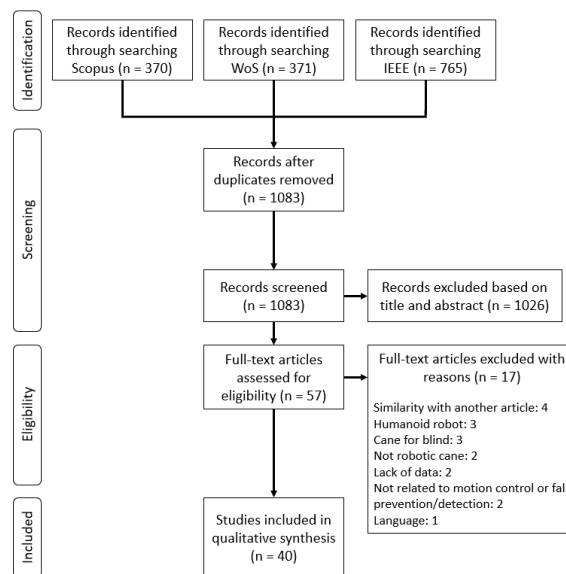 Identification
Records identified
through searching
Scopus (n = 370)
Records identified
through searching
WoS (n = 371)
Records identified
through searching
IEEE (n = 765)
Screening
Records after
duplicates removed
(n = 1083)
Records screened
(n = 1083)
Records excluded based on
title and abstract (n = 1026)
Eligibility
Full-text articles
assessed for
eligibility (n = 57)
Full-text articles excluded with
reasons (n = 17)
Similarity with another article: 4
Humanoid robot: 3
Cane for blind: 3
Not robotic cane: 2
Lack of data: 2
Not related to motion control or fall
prevention/detection: 2
Language: 1
Included
Studies included in
qualitative synthesis
(n = 40)